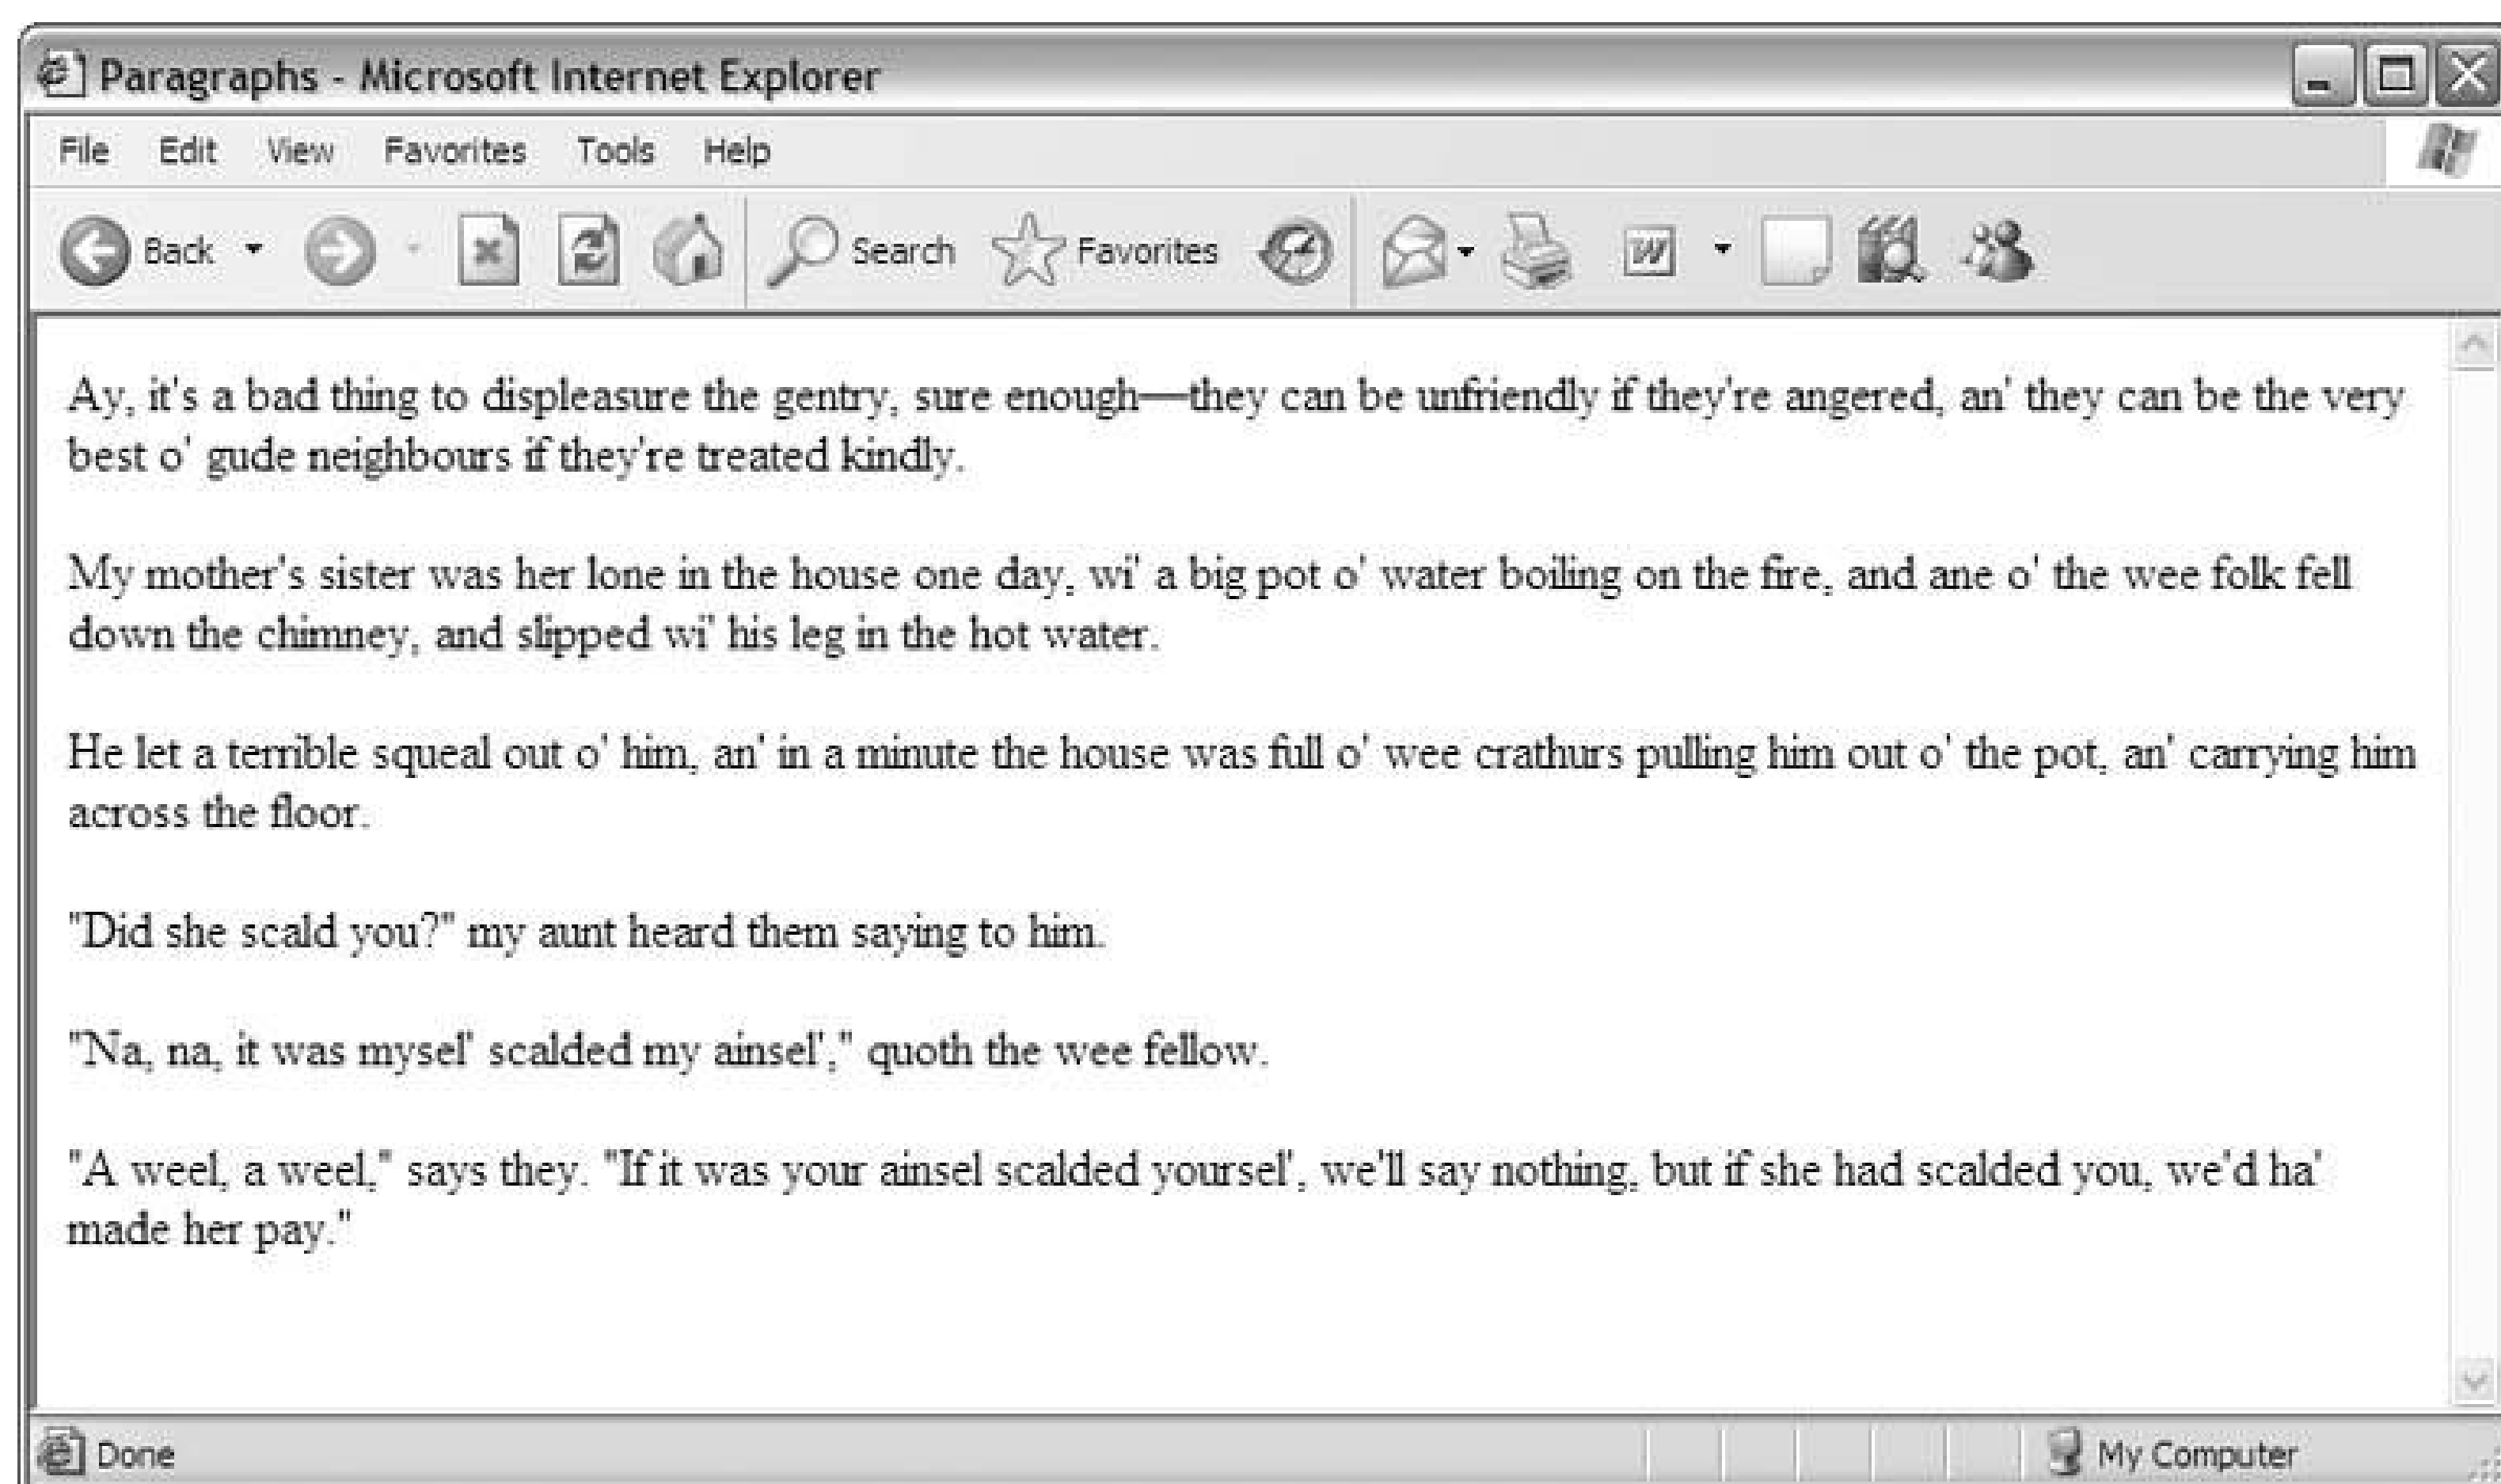 Paragraphs - Microsoft Internet Explorer
File Edit View Favorites Tools Help
Back Search Favorites W
Ay, it's a bad thing to displeasure the gentry, sure enough—they can be unfriendly if they're angered, an' they can be the very
best o' gude neighbours if they're treated kindly.
My mother's sister was her lone in the house one day, wi' a big pot o' water boiling on the fire, and ane o' the wee folk fell
down the chimney, and slipped wi' his leg in the hot water.
He let a terrible squeal out o' him, an' in a minute the house was full o' wee crathurs pulling him out o' the pot, an' carrying him
across the floor.
"Did she scald you?" my aunt heard them saying to him.
"Na, na, it was mysel' scalded my ainsel'," quoth the wee fellow.
"A weel, a weel," says they. "If it was your ainsel scalded yoursel', we'll say nothing, but if she had scalded you, we'd ha'
made her pay."
Done My Computer